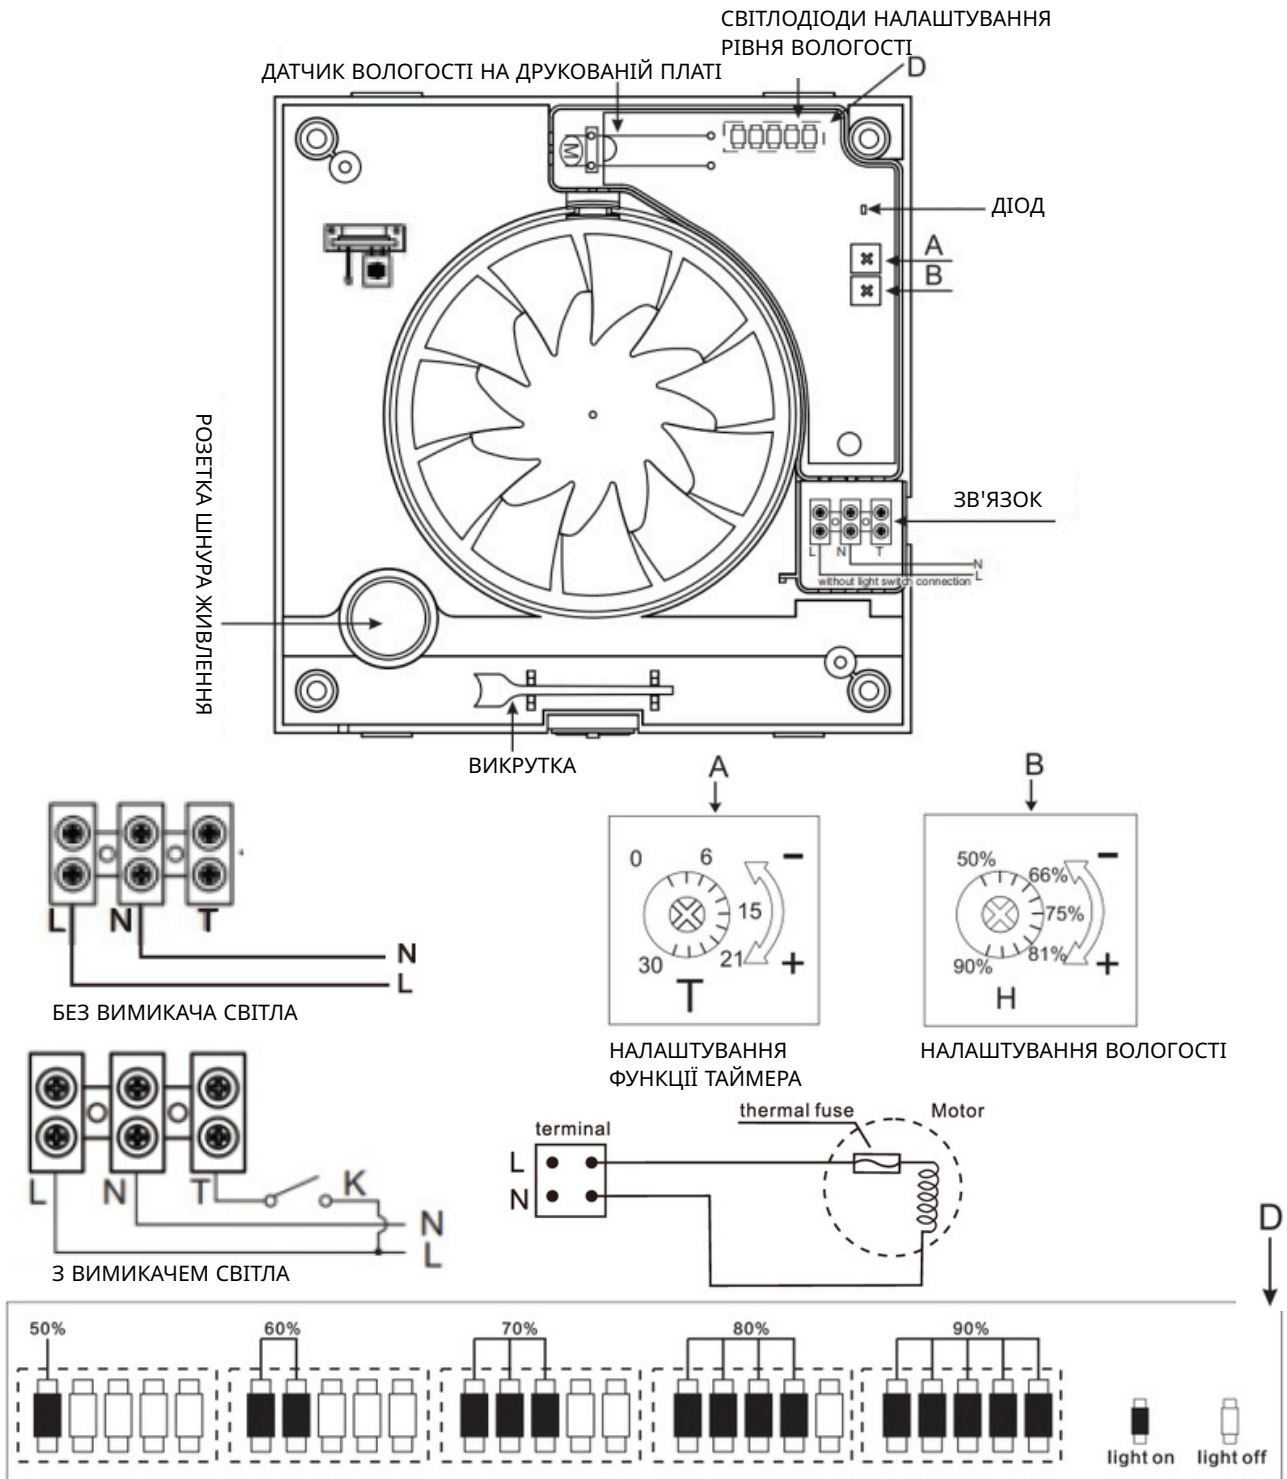 СВІТЛОДІОДИ НАЛАШТУВАННЯ
РІВНЯ ВОЛОГОСТІ
ДАТЧИК ВОЛОГОСТІ НА ДРУКОВАНІЙ ПЛАТІ
D
M
ДІОД
A
B
РОЗЕТКА ШНУРА ЖИВЛЕННЯ
ЗВ'ЯЗОК
L N T
N
L
without light switch connection
ВИКРУТКА
L N T
N
L
БЕЗ ВИМИКАЧА СВІТЛА
A
0 6
15
21
30
T
− +
НАЛАШТУВАННЯ
ФУНКЦІЇ ТАЙМЕРА
B
50%
66%
75%
81%
90%
H
− +
НАЛАШТУВАННЯ ВОЛОГОСТІ
L N T K
N
L
З ВИМИКАЧЕМ СВІТЛА
thermal fuse
Motor
terminal
L
N
D
50% 60% 70% 80% 90%
light on light off